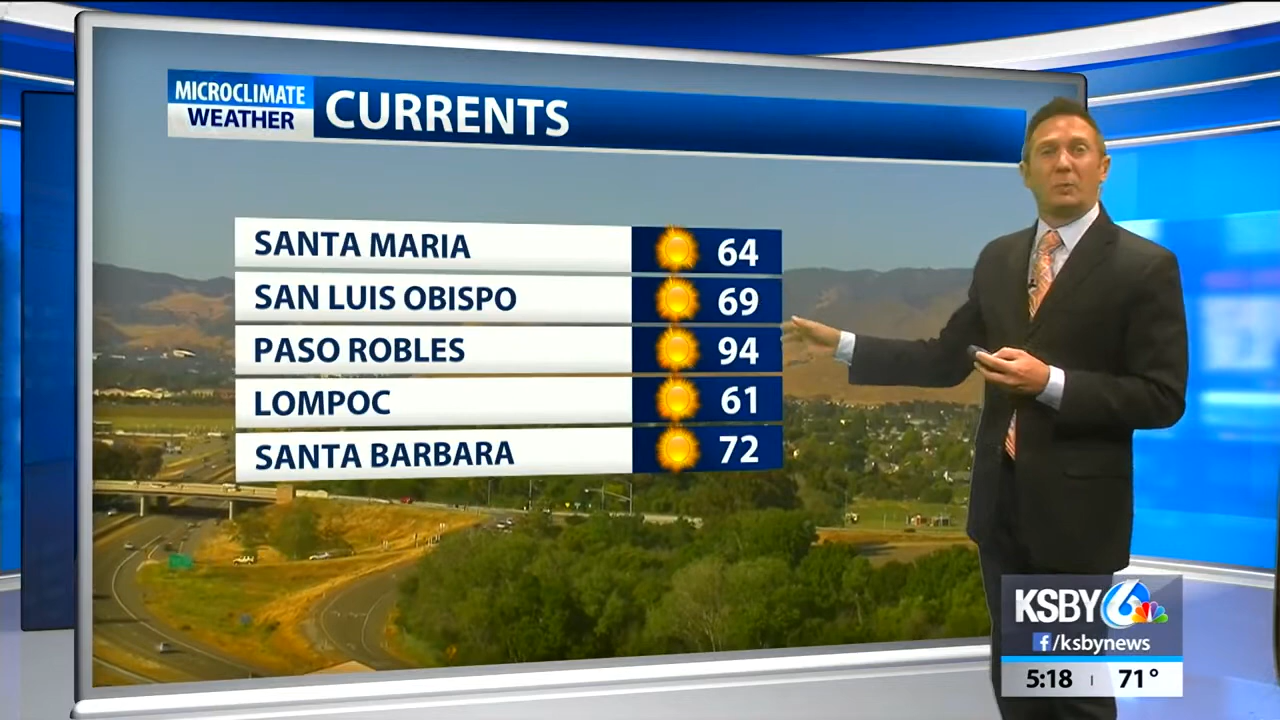 MICROCLIMATE
WEATHER
CURRENTS
SANTA MARIA 64
SAN LUIS OBISPO 69
PASO ROBLES 94
LOMPOC 61
SANTA BARBARA 72
KSBY 6
f/ksbynews
5:18 | 71°